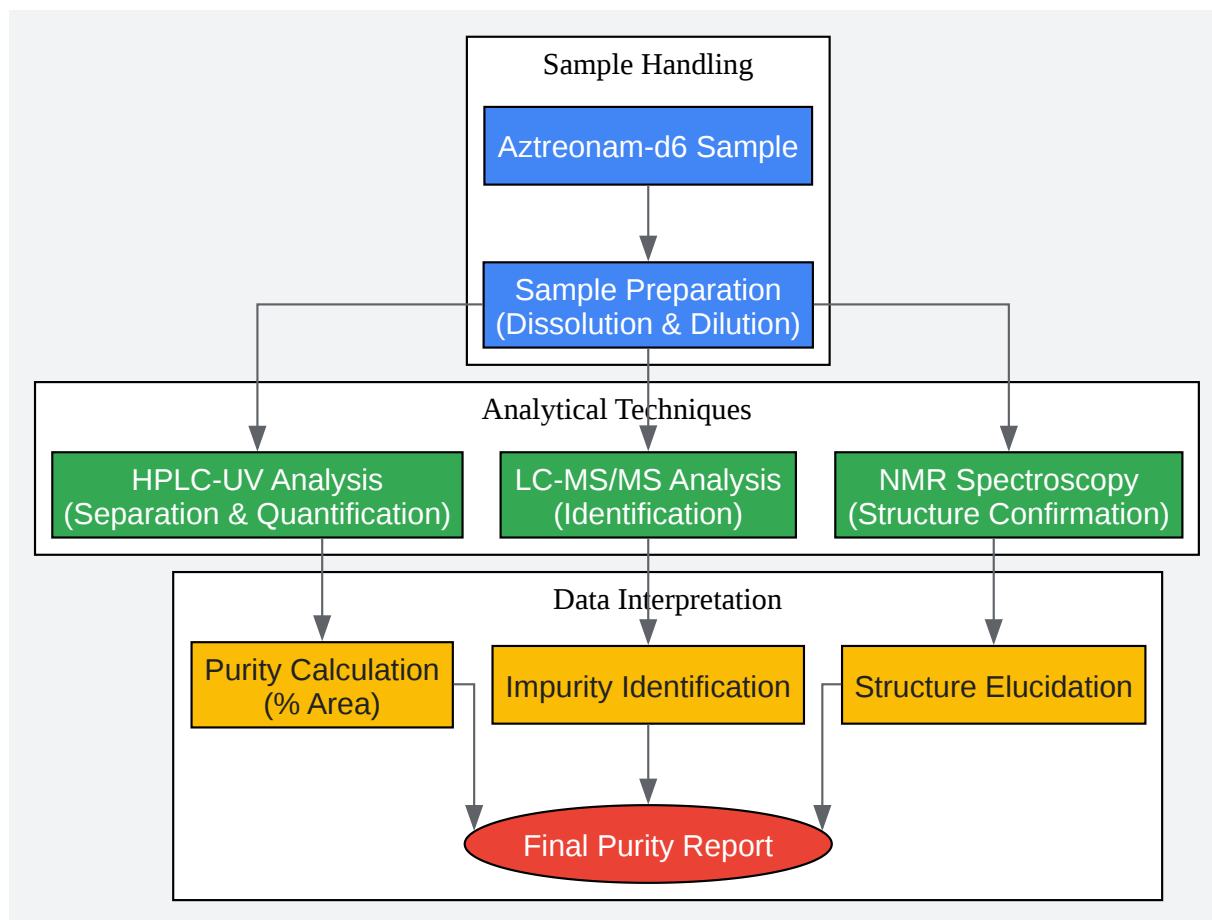 Sample Handling
Aztreonam-d6 Sample
Sample Preparation
(Dissolution & Dilution)
Analytical Techniques
HPLC-UV Analysis
(Separation & Quantification)
LC-MS/MS Analysis
(Identification)
NMR Spectroscopy
(Structure Confirmation)
Data Interpretation
Purity Calculation
(% Area)
Impurity Identification
Structure Elucidation
Final Purity Report